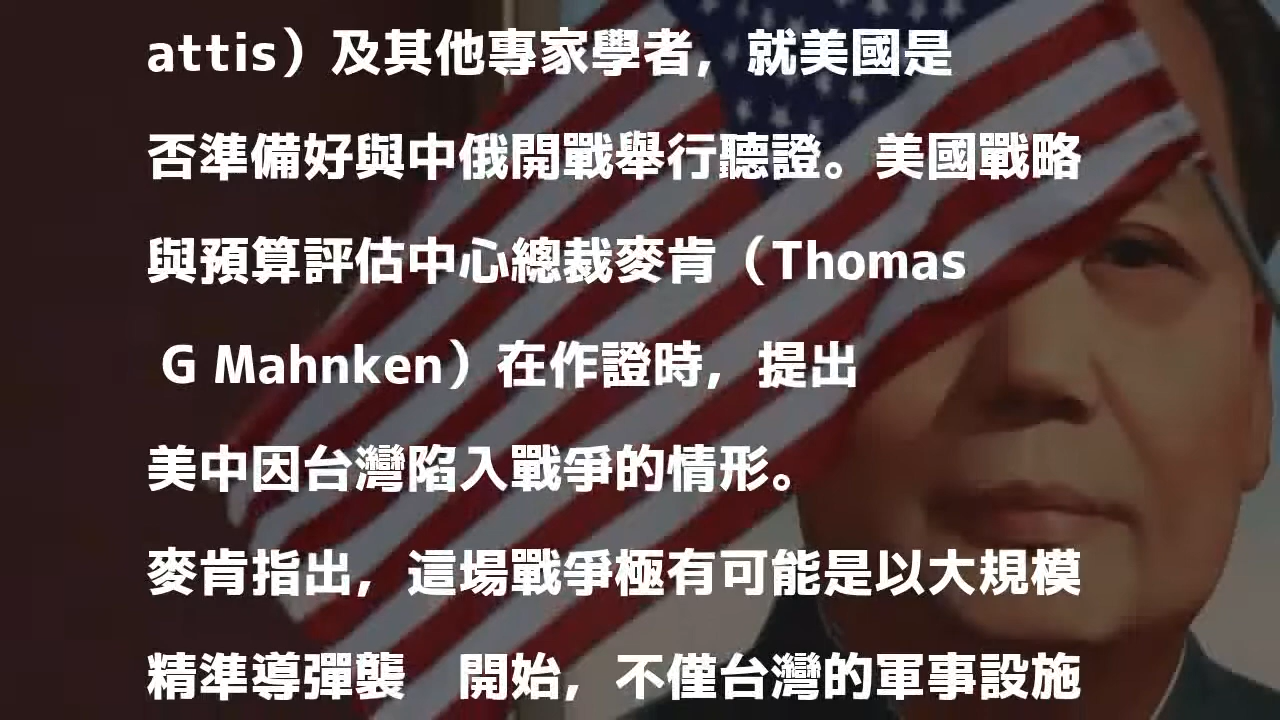 attis）及其他專家學者，就美國是
否準備好與中俄開戰舉行聽證。美國戰略
與預算評估中心總裁麥肯（Thomas
G Mahnken）在作證時，提出
美中因台灣陷入戰爭的情形。
麥肯指出，這場戰爭極有可能是以大規模
精準導彈襲　開始，不僅台灣的軍事設施